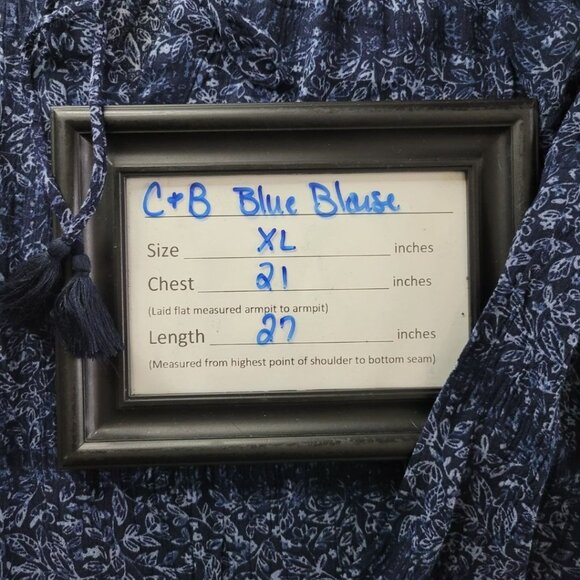 C+B Blue Blouse
Size XL inches
Chest 21 inches
(Laid flat measured armpit to armpit)
Length 27 inches
(Measured from highest point of shoulder to bottom seam)